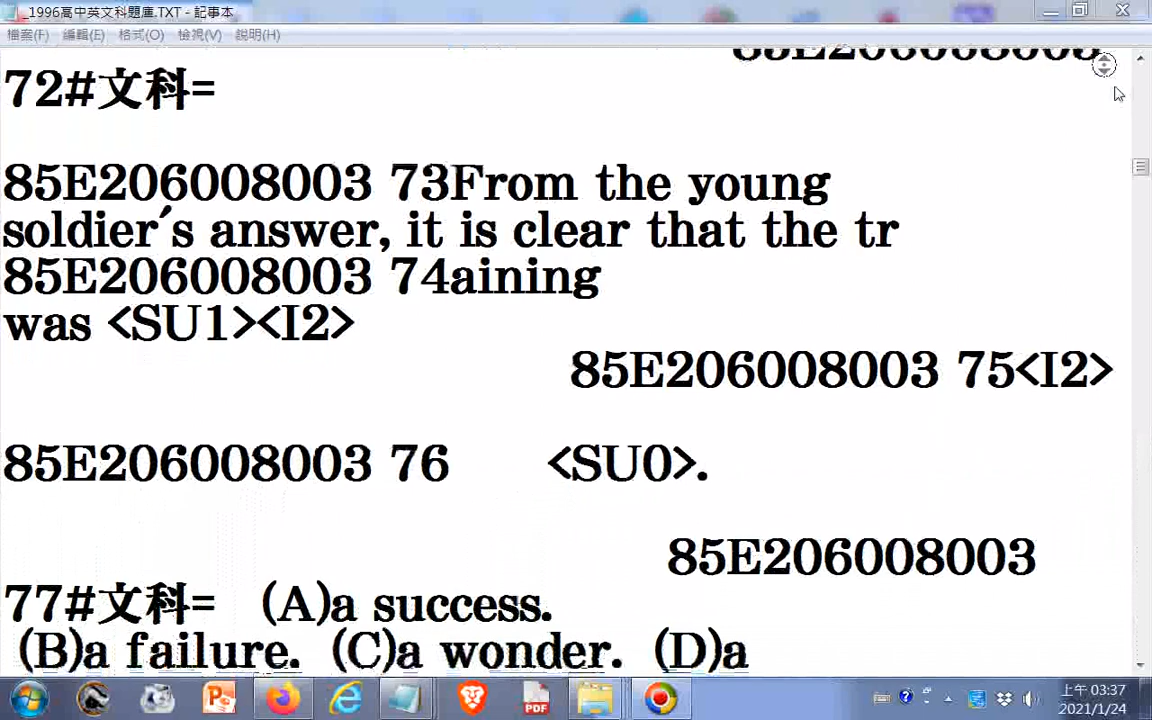 _1996高中英文科題庫.TXT - 記事本
檔案(F) 編輯(E) 格式(O) 檢視(V) 說明(H)
85E206008003
72#文科=
85E206008003 73From the young
soldier's answer, it is clear that the tr
85E206008003 74aining
was <SU1><I2>
85E206008003 75<I2>
85E206008003 76 <SU0>.
85E206008003
77#文科= (A)a success.
(B)a failure. (C)a wonder. (D)a
PDF
上午 03:37
2021/1/24